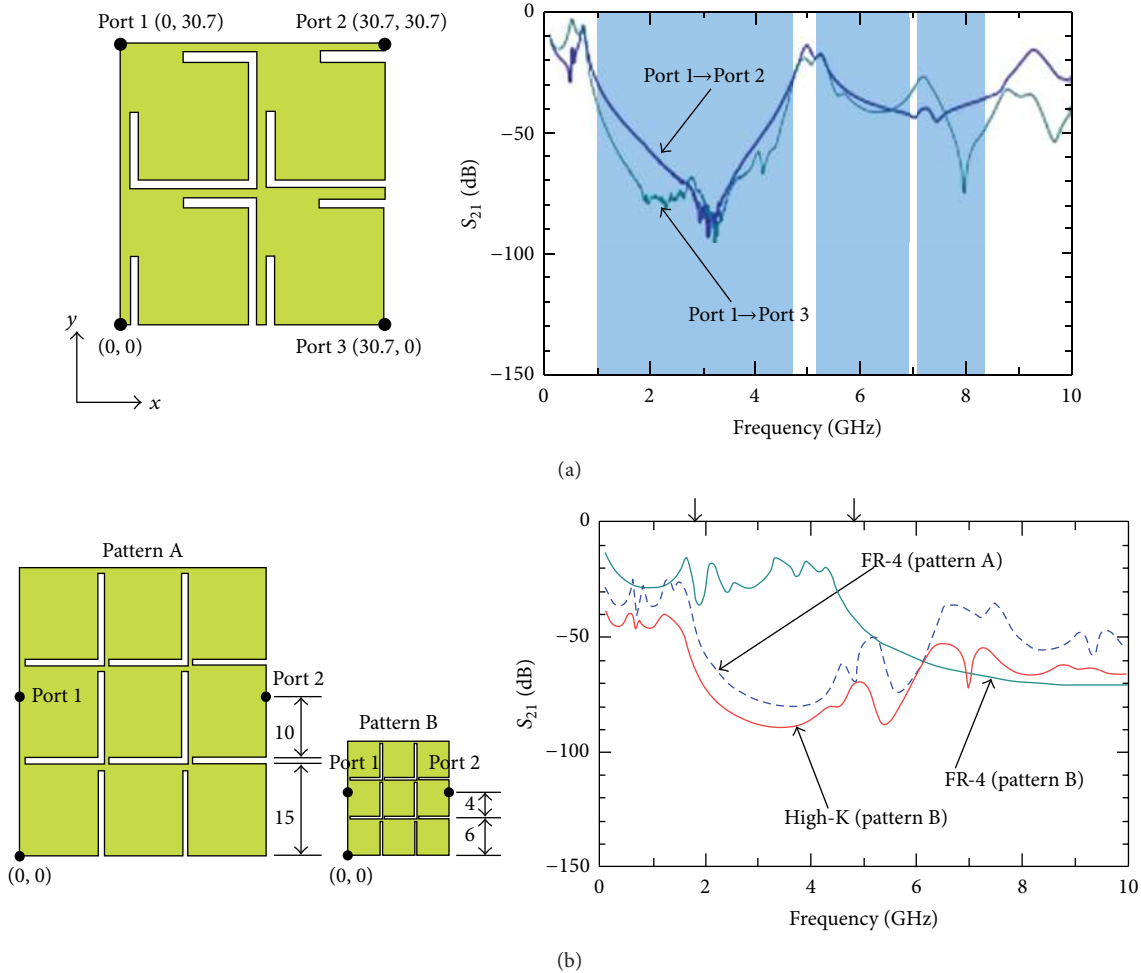 Port 1 (0, 30.7)
Port 2 (30.7, 30.7)
(0, 0)
Port 3 (30.7, 0)
y
x
0
−50
−100
−150
S21 (dB)
Port 1→Port 2
Port 1→Port 3
0
2
4
6
8
10
Frequency (GHz)
(a)
Pattern A
Port 1
Port 2
10
15
(0, 0)
Pattern B
Port 1
Port 2
4
6
(0, 0)
0
−50
−100
−150
S21 (dB)
FR-4 (pattern A)
FR-4 (pattern B)
High-K (pattern B)
0
2
4
6
8
10
Frequency (GHz)
(b)